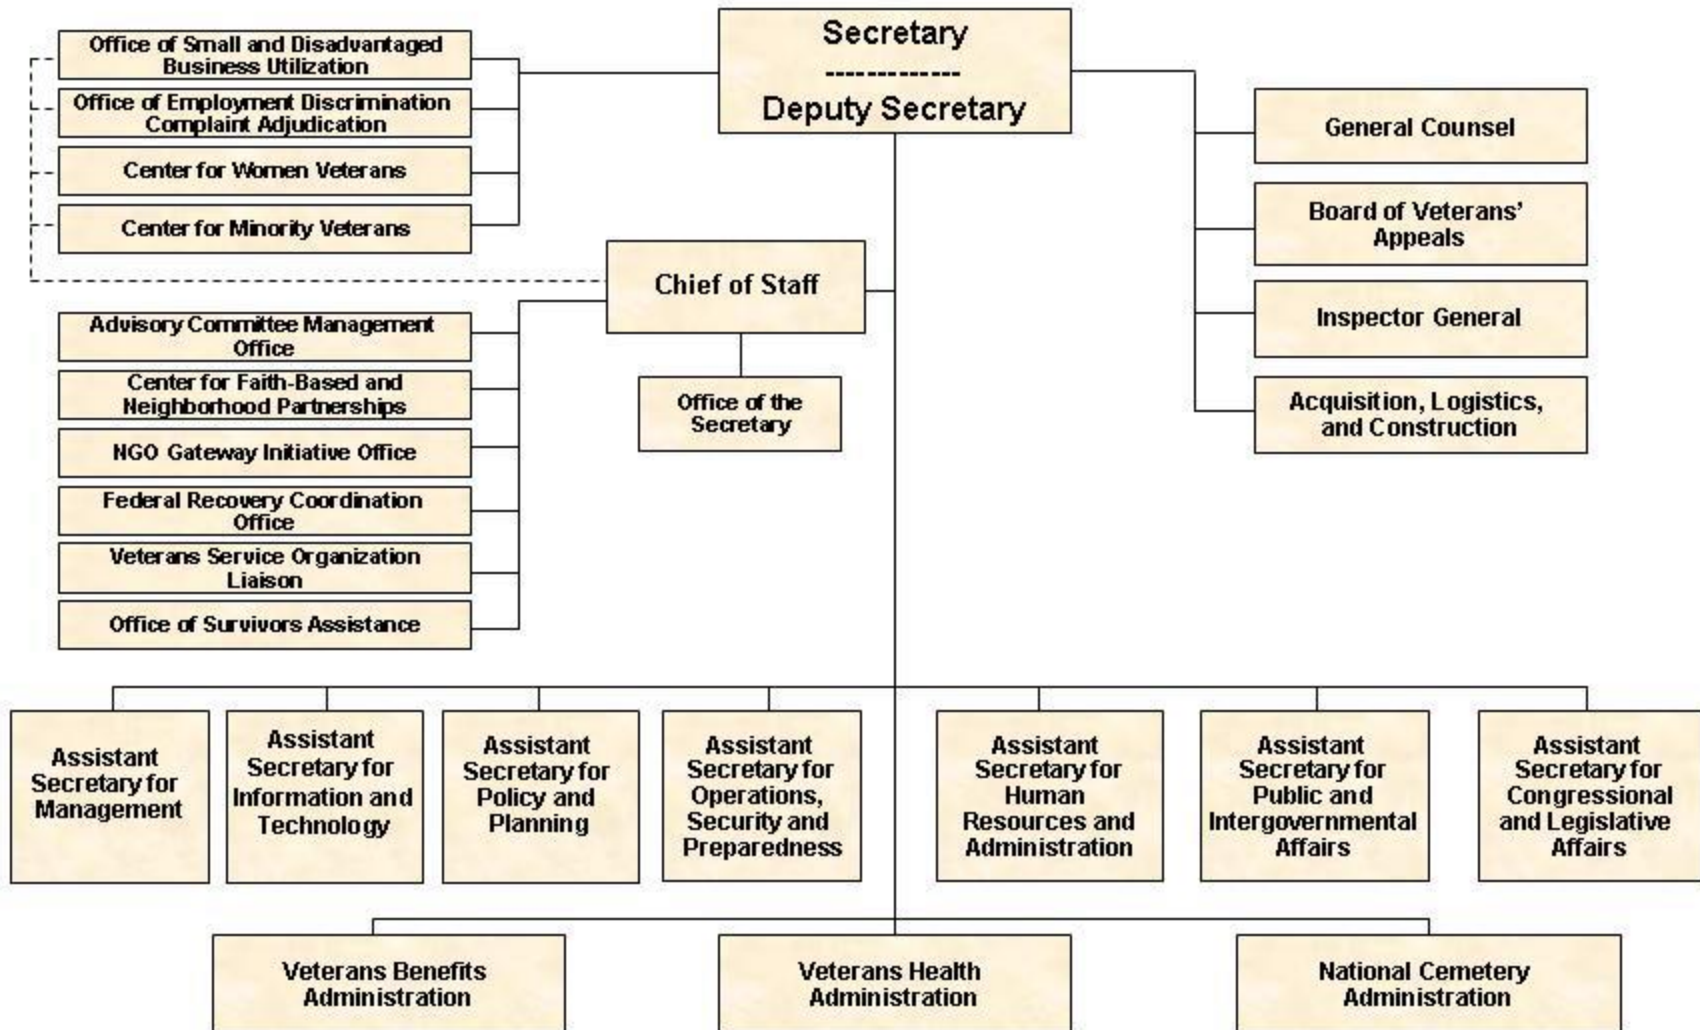 Secretary
-------------
Deputy Secretary
Office of Small and Disadvantaged
Business Utilization
Office of Employment Discrimination
Complaint Adjudication
Center for Women Veterans
Center for Minority Veterans
General Counsel
Board of Veterans’
Appeals
Inspector General
Acquisition, Logistics,
and Construction
Chief of Staff
Office of the
Secretary
Advisory Committee Management
Office
Center for Faith-Based and
Neighborhood Partnerships
NGO Gateway Initiative Office
Federal Recovery Coordination
Office
Veterans Service Organization
Liaison
Office of Survivors Assistance
Assistant
Secretary for
Management
Assistant
Secretary for
Information and
Technology
Assistant
Secretary for
Policy and
Planning
Assistant
Secretary for
Operations,
Security and
Preparedness
Assistant
Secretary for
Human
Resources and
Administration
Assistant
Secretary for
Public and
Intergovernmental
Affairs
Assistant
Secretary for
Congressional
and Legislative
Affairs
Veterans Benefits
Administration
Veterans Health
Administration
National Cemetery
Administration